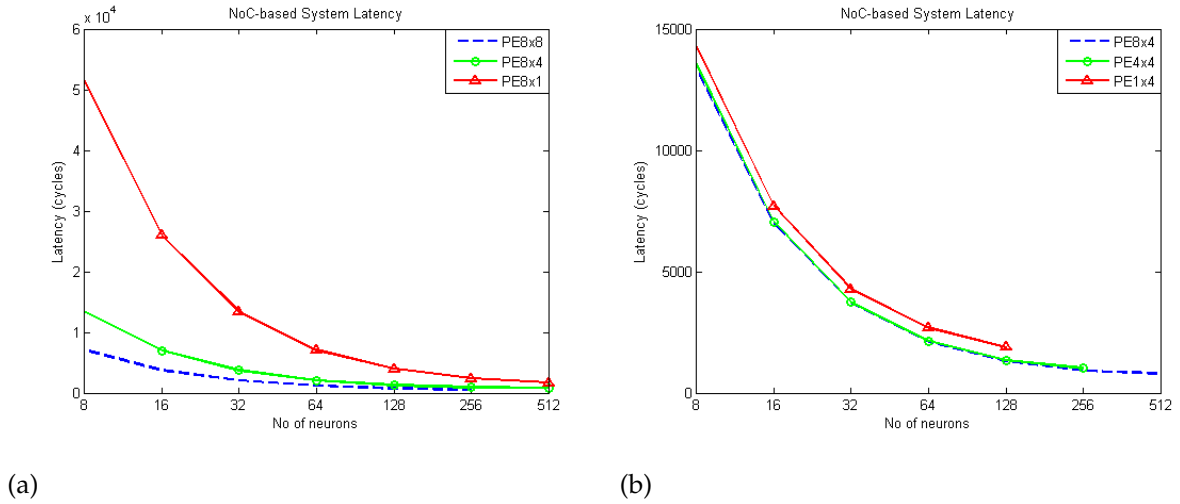 NoC-based System Latency
x 10^4
6
5
4
3
2
1
0
Latency (cycles)
8 16 32 64 128 256 512
No of neurons
PE8x8
PE8x4
PE8x1
(a)
NoC-based System Latency
15000
10000
5000
0
Latency (cycles)
8 16 32 64 128 256 512
No of neurons
PE8x4
PE4x4
PE1x4
(b)